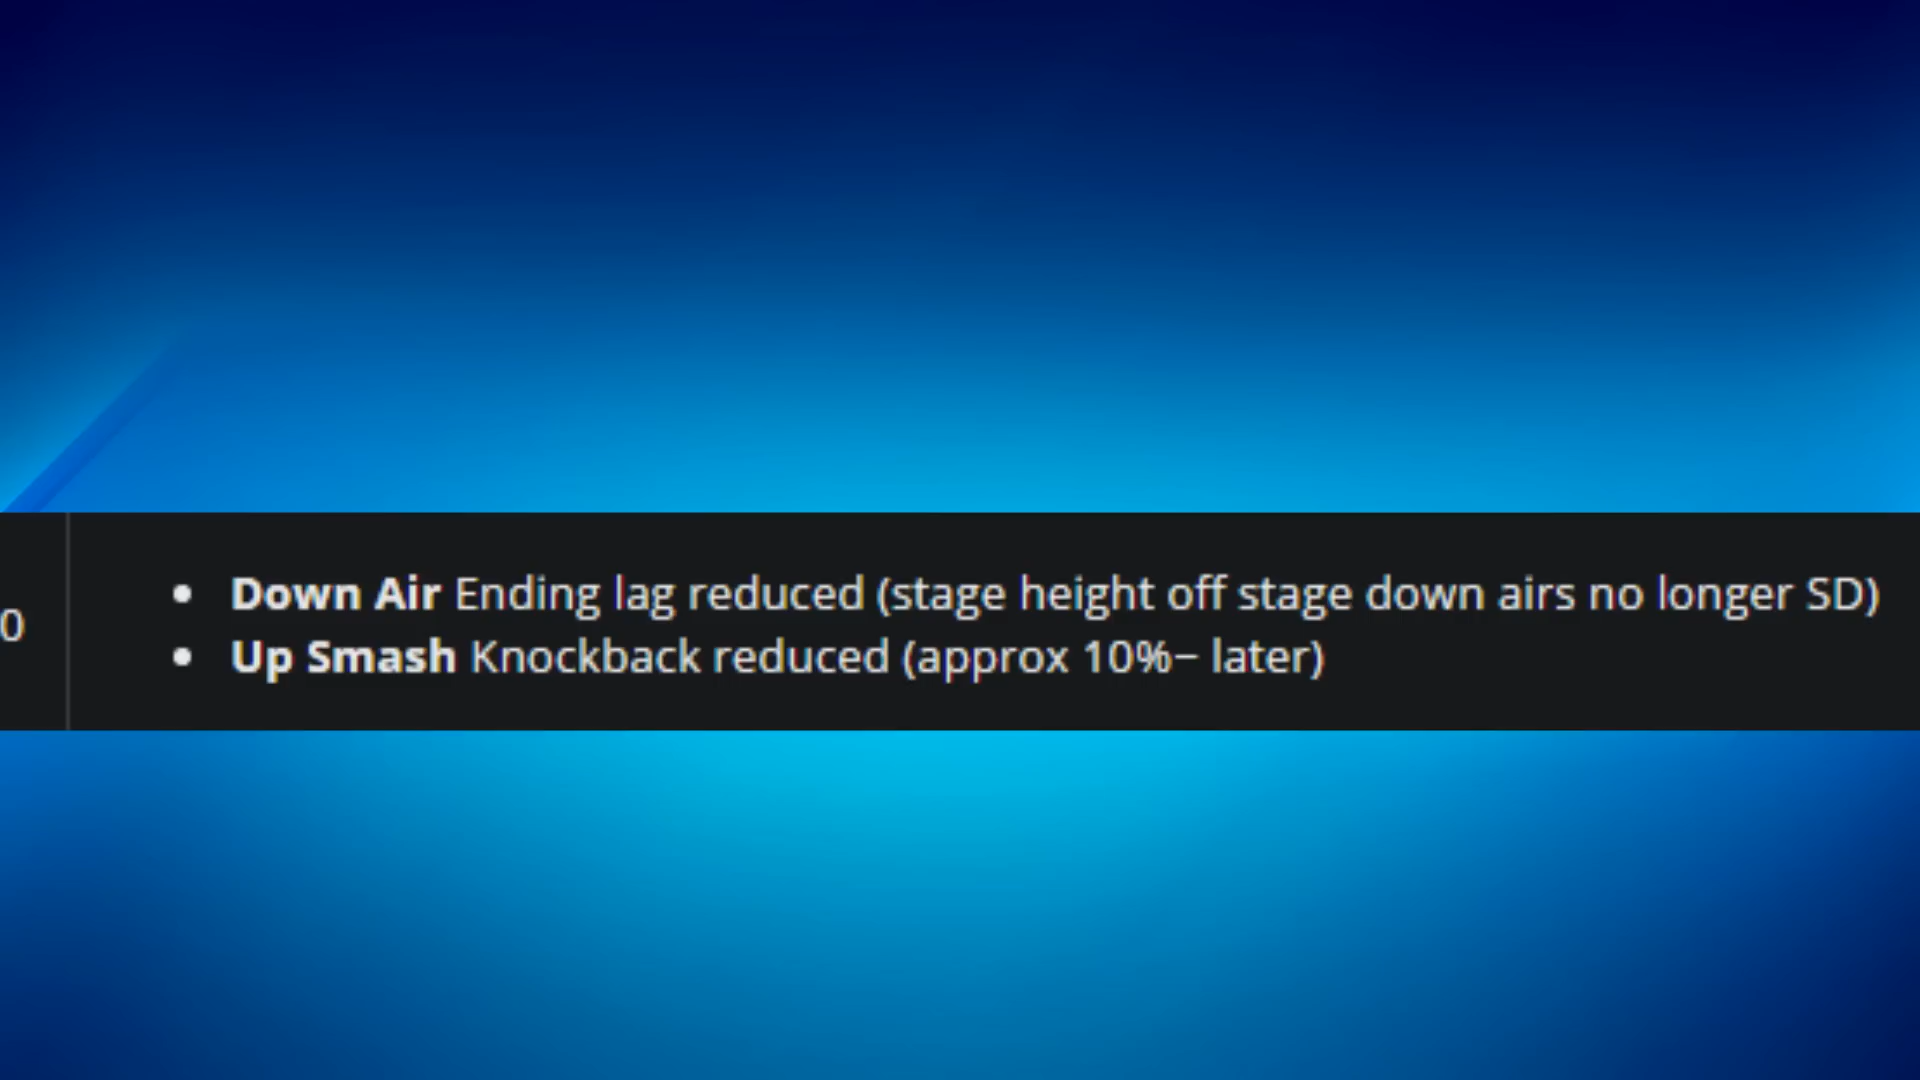 0
• Down Air Ending lag reduced (stage height off stage down airs no longer SD)
• Up Smash Knockback reduced (approx 10%− later)